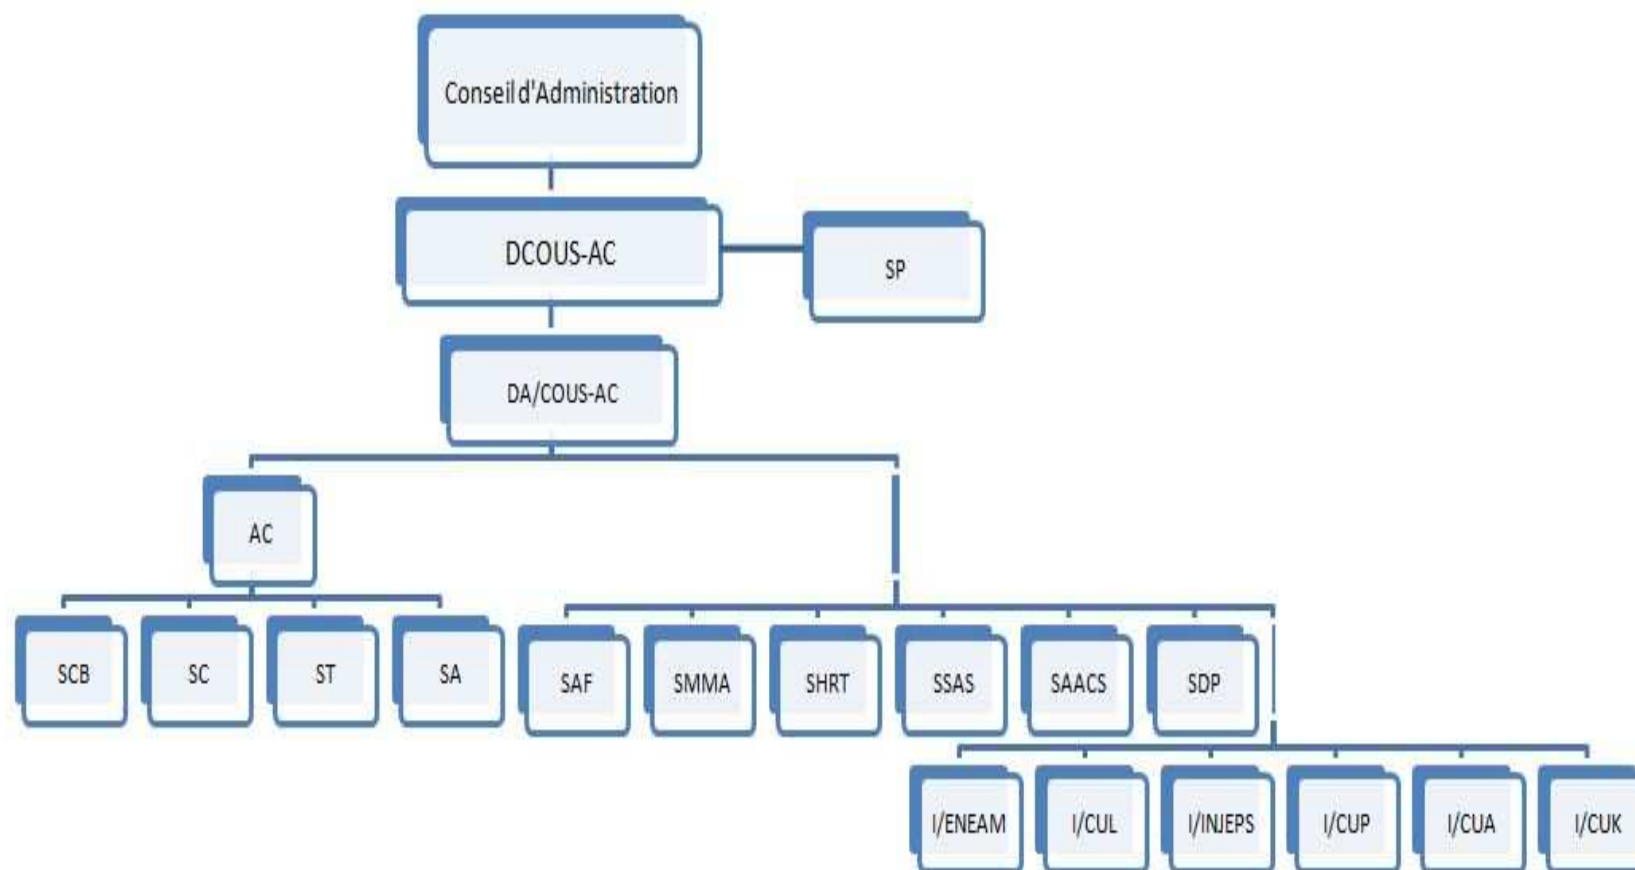 Conseil d'Administration
DCOUS-AC
SP
DA/COUS-AC
AC
SCB
SC
ST
SA
SAF
SMMA
SHRT
SSAS
SAACS
SDP
I/ENEAM
I/CUL
I/INJEPS
I/CUP
I/CUA
I/CUK